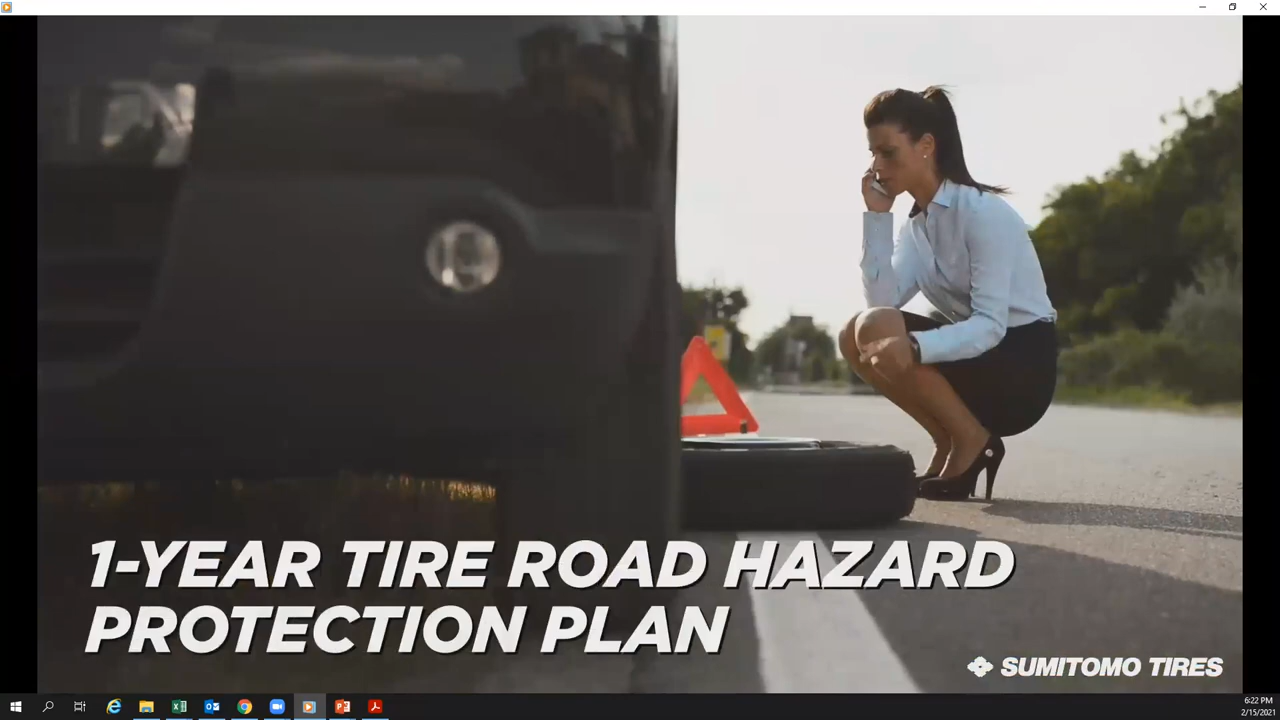 1-YEAR TIRE ROAD HAZARD
PROTECTION PLAN
SUMITOMO TIRES
6:22 PM
2/15/2021